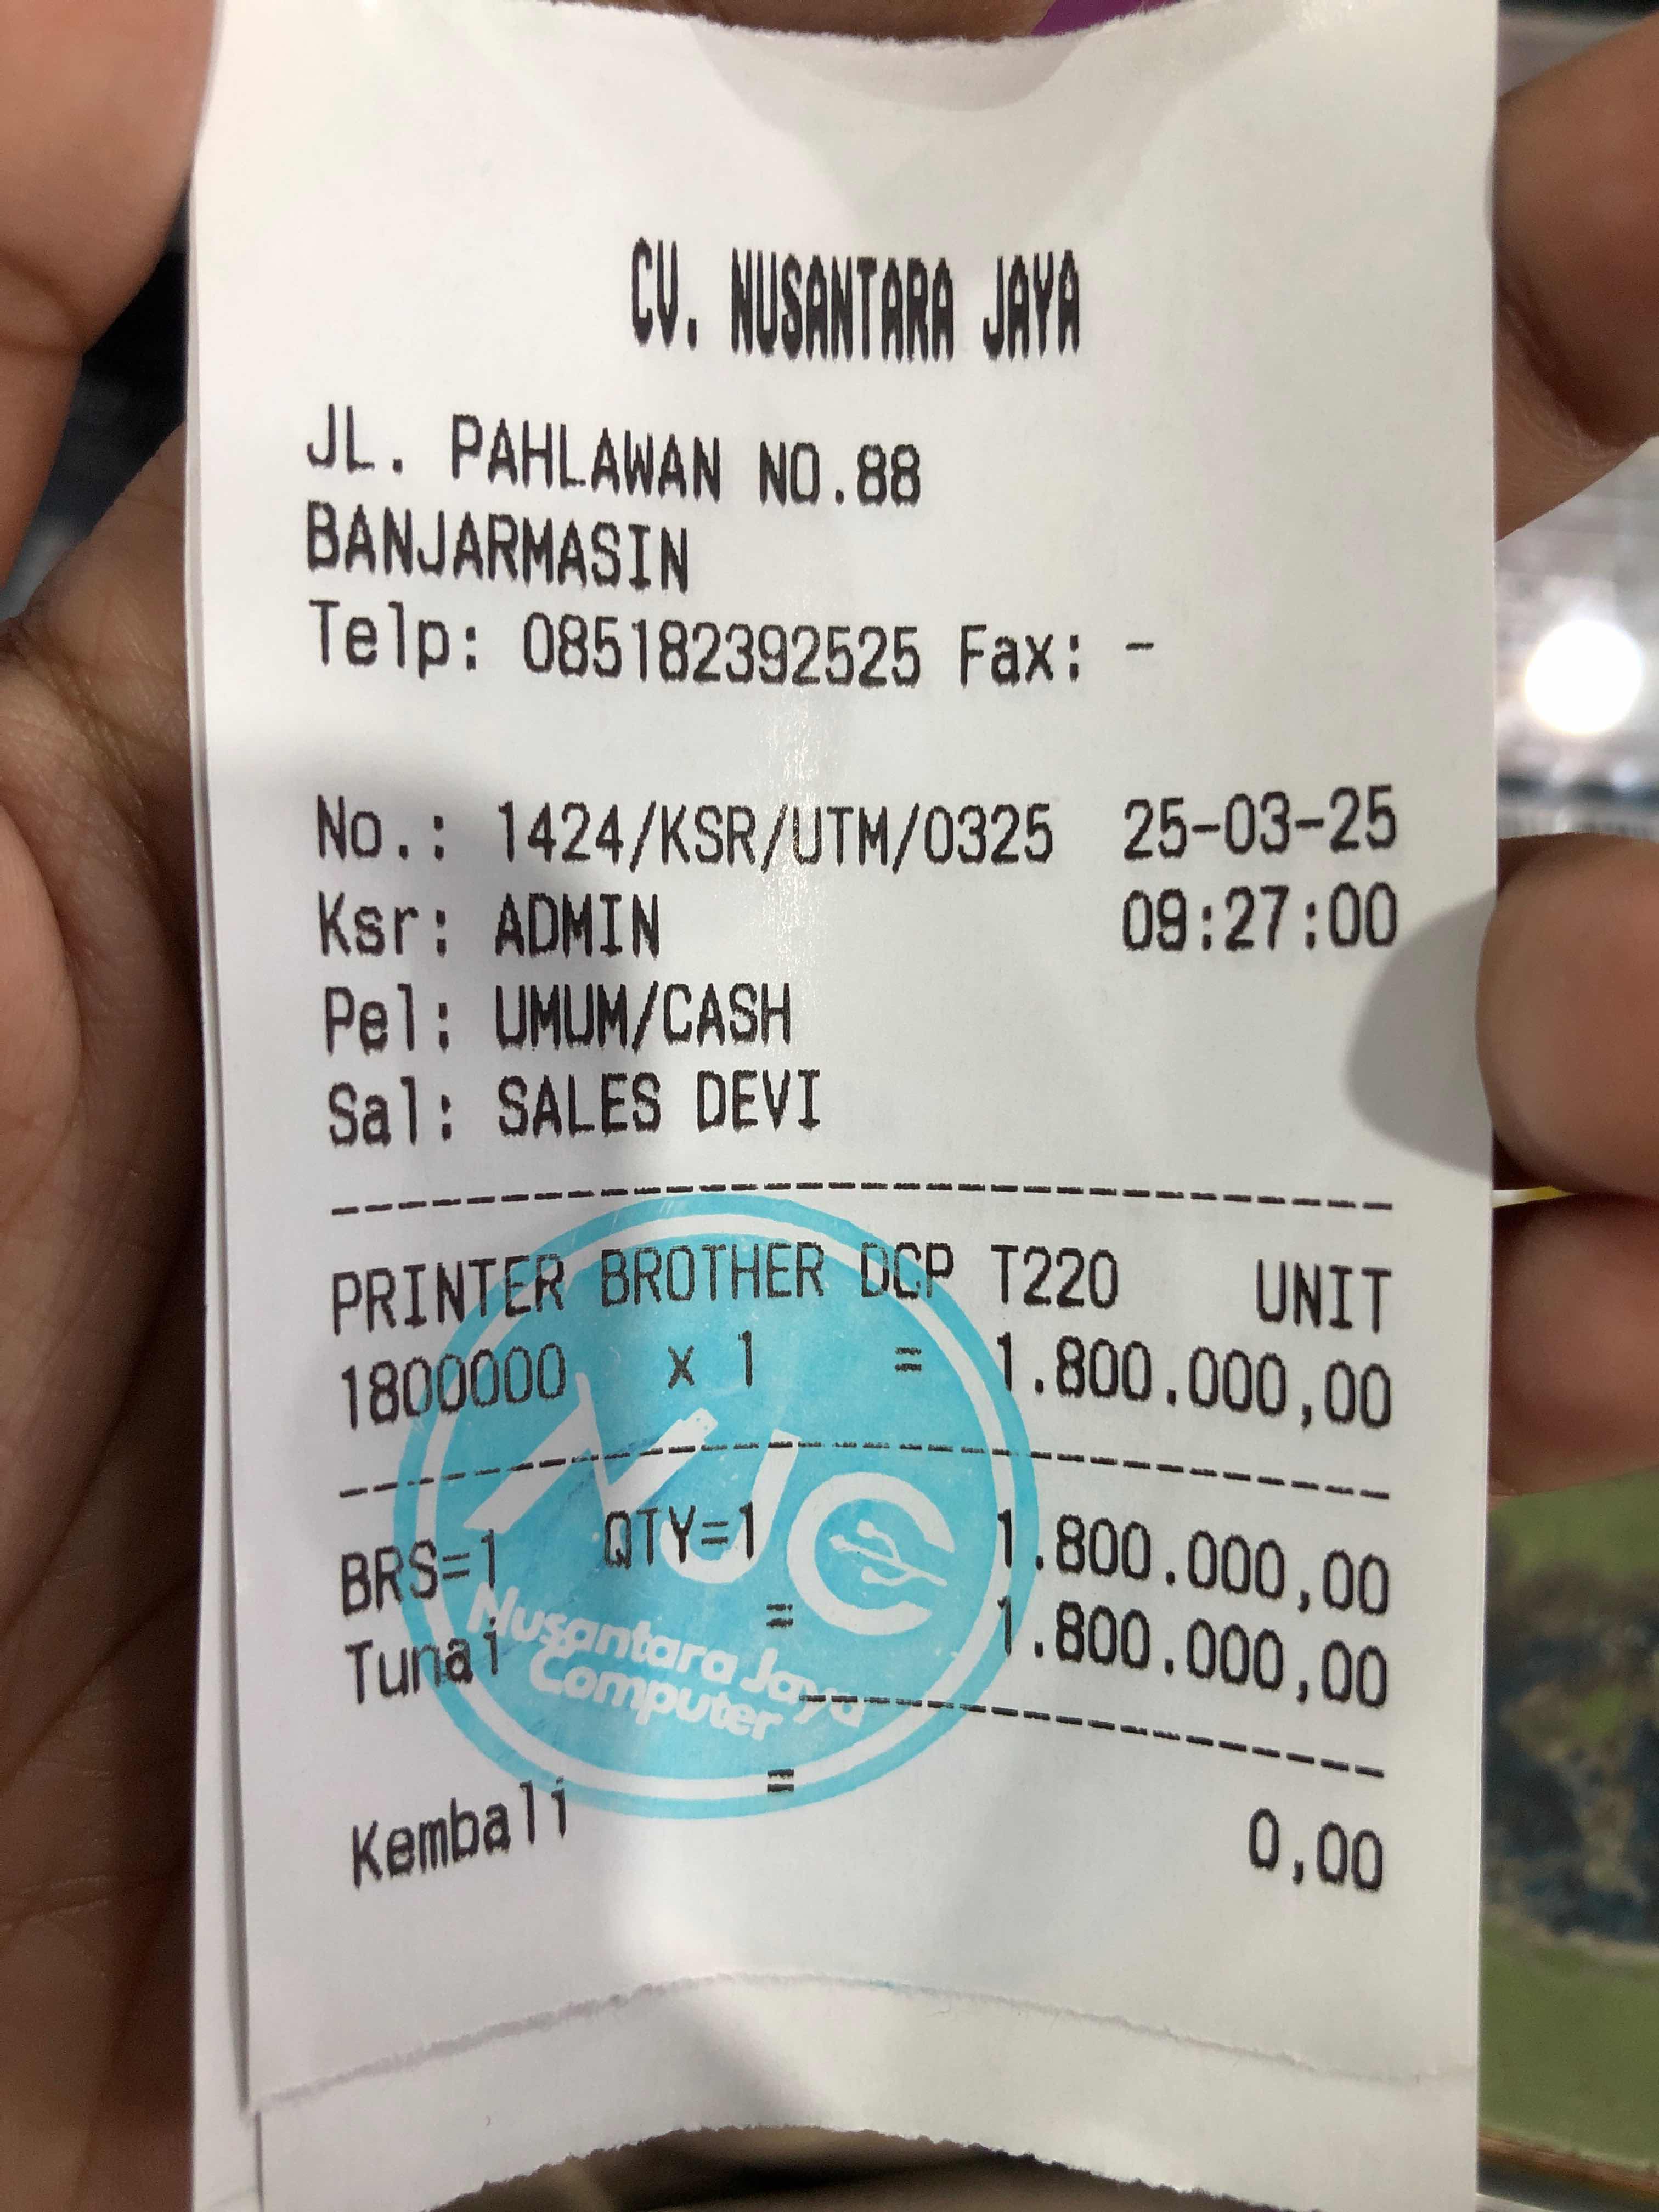 CV. NUSANTARA JAYA
JL. PAHLAWAN NO.88
BANJARMASIN
Telp: 085182392525 Fax: -
No.: 1424/KSR/UTM/0325 25-03-25
Ksr: ADMIN 09:27:00
Pel: UMUM/CASH
Sal: SALES DEVI
PRINTER BROTHER DCP T220 UNIT
1800000 x 1 = 1.800.000,00
BRS=1 QTY=1 1.800.000,00
Tunai = 1.800.000,00
Kembali = 0,00
NJC
Nusantara Jaya
Computer